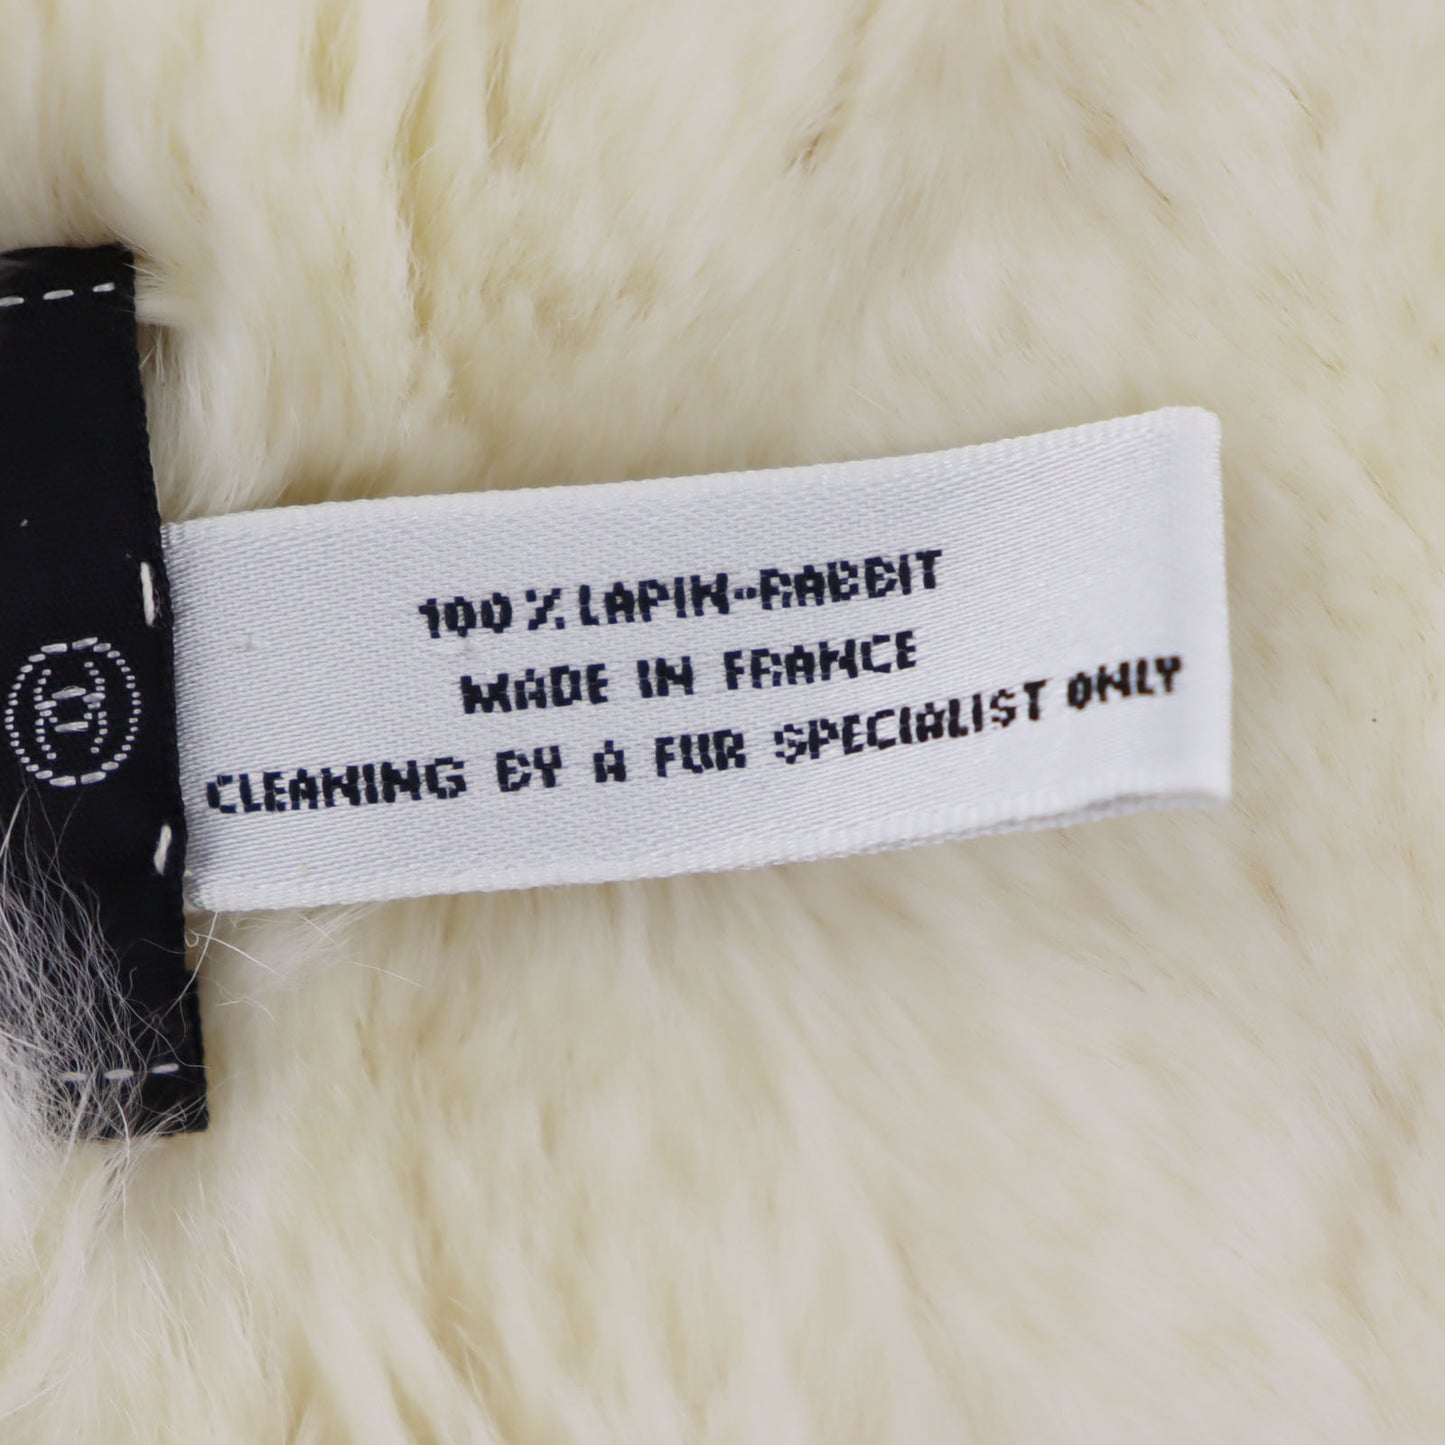 100% LAPIN-RABBIT
MADE IN FRANCE
CLEANING BY A FUR SPECIALIST ONLY